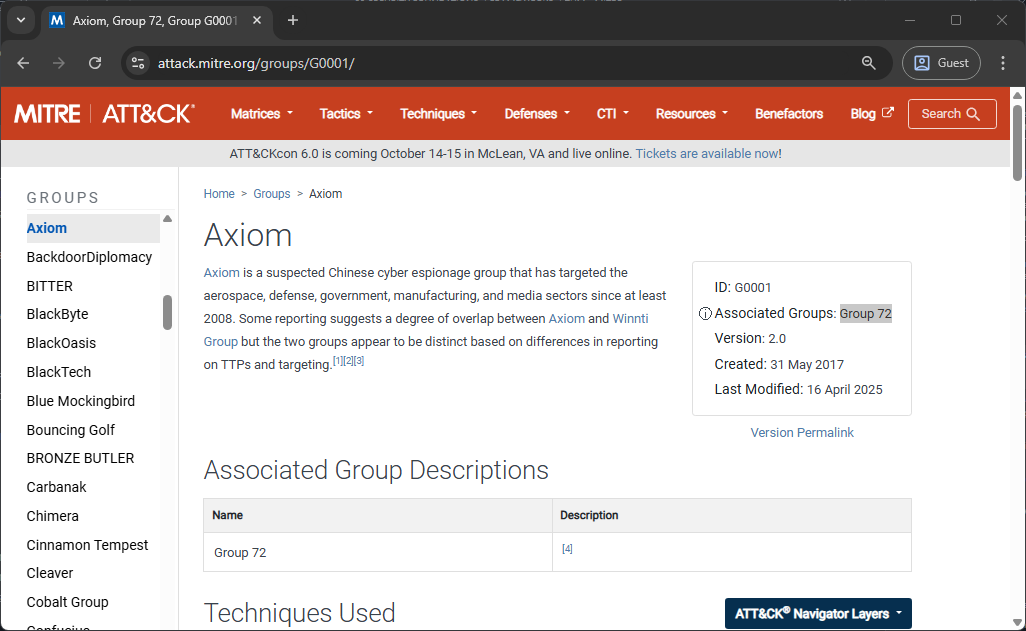 Axiom, Group 72, Group G0001
attack.mitre.org/groups/G0001/
Guest
MITRE | ATT&CK®
Matrices
Tactics
Techniques
Defenses
CTI
Resources
Benefactors
Blog
Search
ATT&CKcon 6.0 is coming October 14-15 in McLean, VA and live online. Tickets are available now!
GROUPS
Axiom
BackdoorDiplomacy
BITTER
BlackByte
BlackOasis
BlackTech
Blue Mockingbird
Bouncing Golf
BRONZE BUTLER
Carbanak
Chimera
Cinnamon Tempest
Cleaver
Cobalt Group
Confucius
Home > Groups > Axiom
Axiom
Axiom is a suspected Chinese cyber espionage group that has targeted the
aerospace, defense, government, manufacturing, and media sectors since at least
2008. Some reporting suggests a degree of overlap between Axiom and Winnti
Group but the two groups appear to be distinct based on differences in reporting
on TTPs and targeting.[1][2][3]
ID: G0001
Associated Groups: Group 72
Version: 2.0
Created: 31 May 2017
Last Modified: 16 April 2025
Version Permalink
Associated Group Descriptions
Name Description
Group 72 [4]
Techniques Used
ATT&CK® Navigator Layers